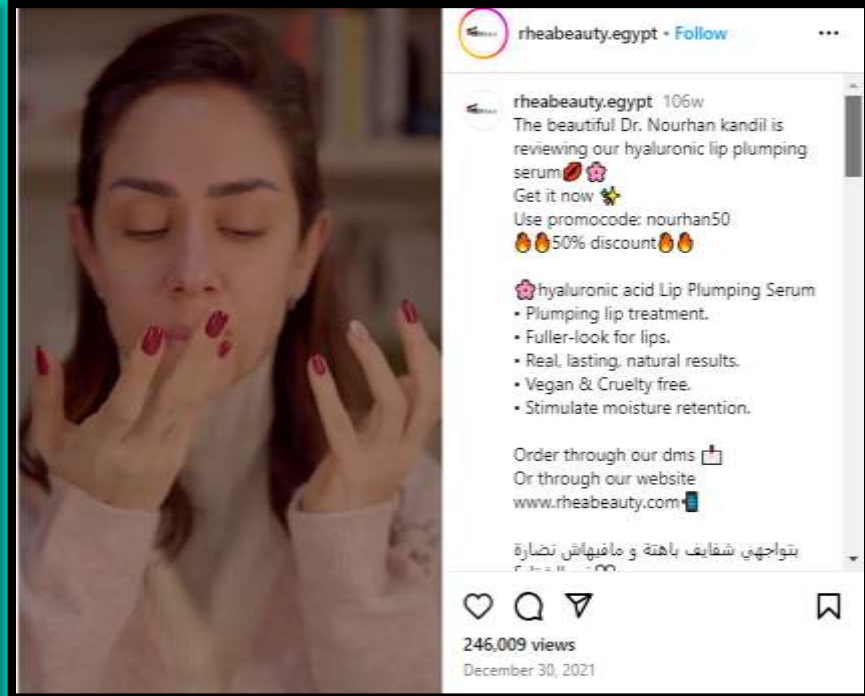 rheabeauty.egypt • Follow
rheabeauty.egypt 106w
The beautiful Dr. Nourhan kandil is
reviewing our hyaluronic lip plumping
serum💋🌸
Get it now ✨
Use promocode: nourhan50
🔥🔥50% discount🔥🔥
🌸hyaluronic acid Lip Plumping Serum
• Plumping lip treatment.
• Fuller-look for lips.
• Real, lasting, natural results.
• Vegan & Cruelty free.
• Stimulate moisture retention.
Order through our dms 📩
Or through our website
www.rheabeauty.com📲
بتواجهي شفايف باهتة و مافيهاش نضارة
246,009 views
December 30, 2021